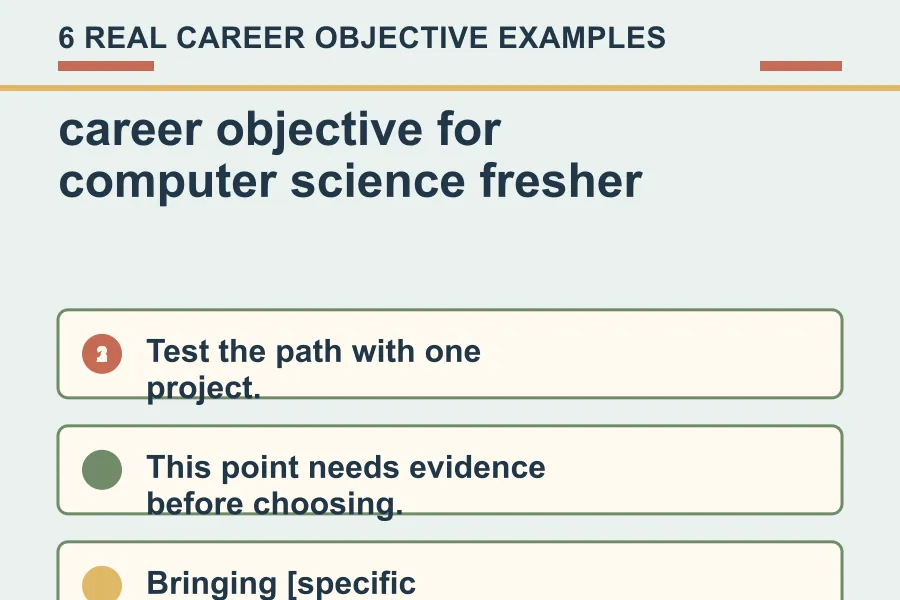 6 REAL CAREER OBJECTIVE EXAMPLES
career objective for
computer science fresher
Test the path with one
project.
This point needs evidence
before choosing.
Bringing [specific